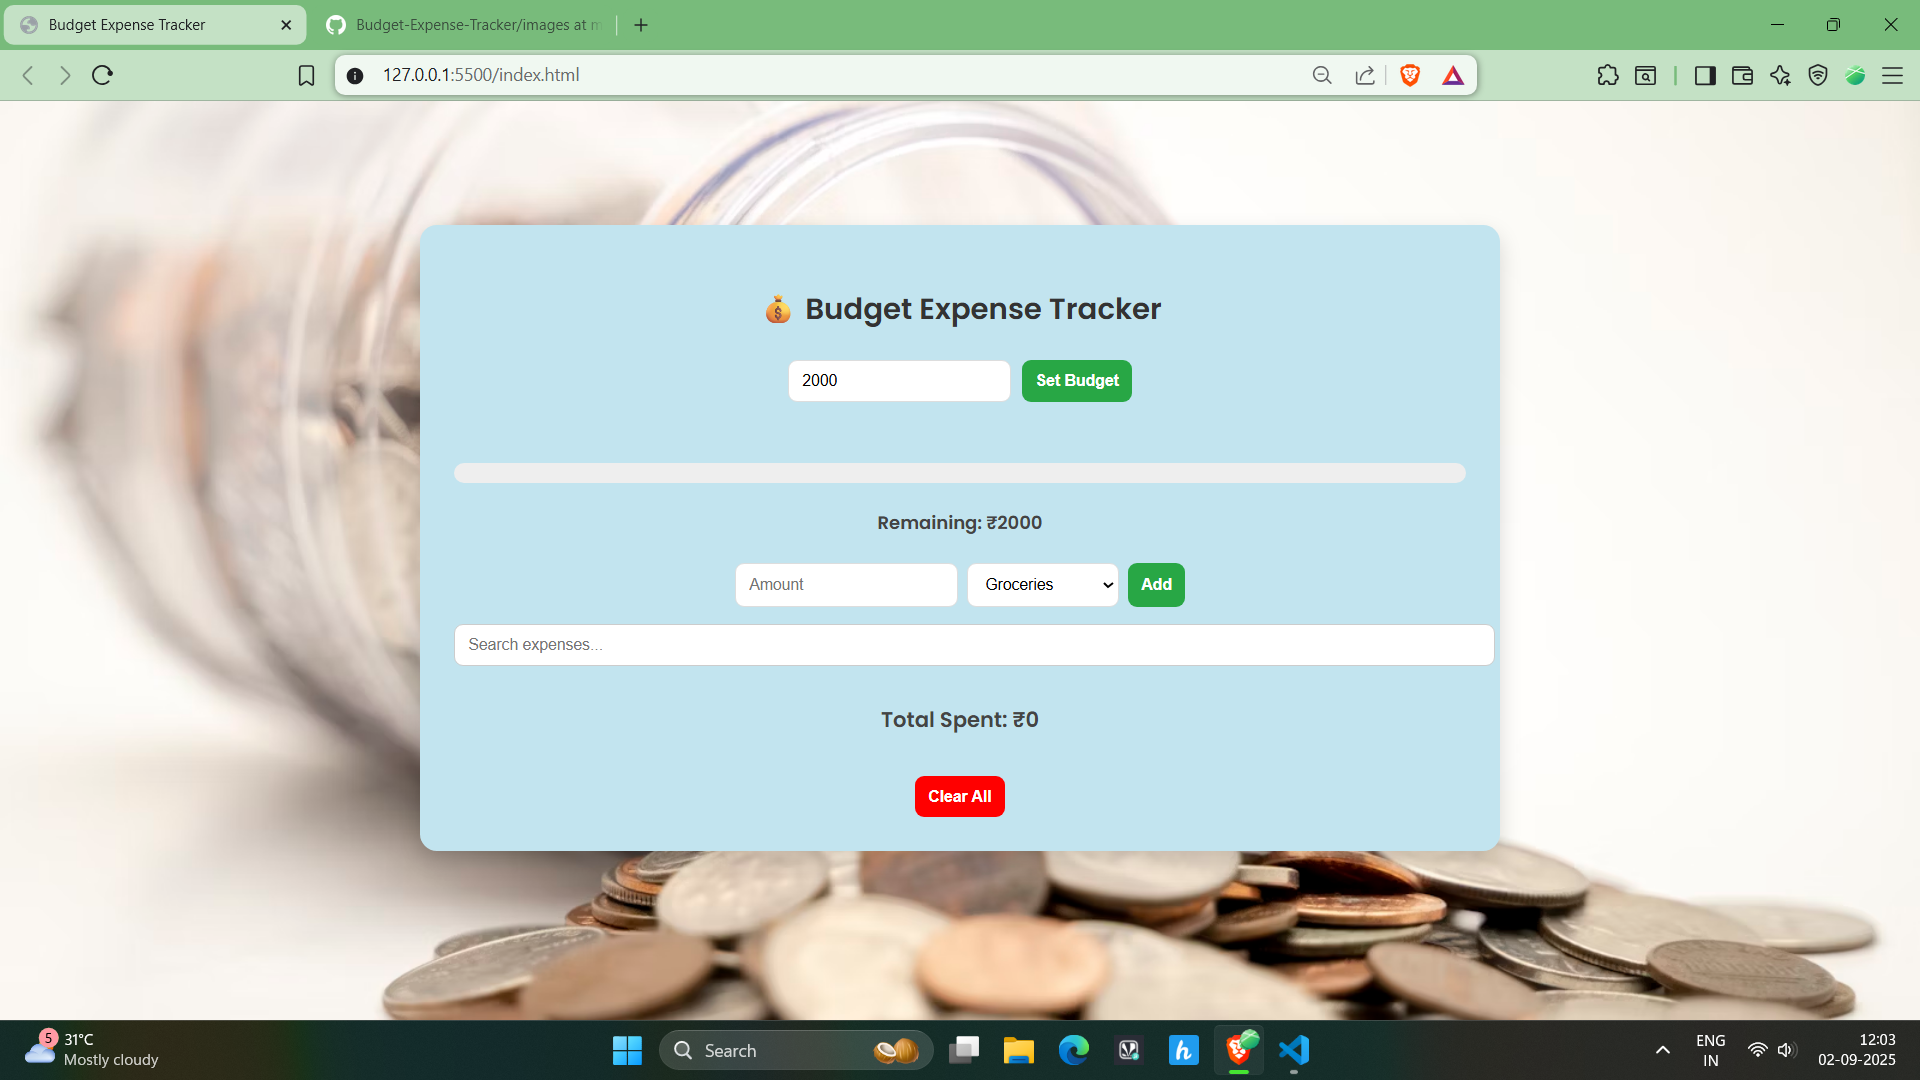 Budget Expense Tracker
Budget-Expense-Tracker/images at m
127.0.0.1:5500/index.html
Budget Expense Tracker
2000
Set Budget
Remaining: ₹2000
Amount
Groceries
Add
Search expenses...
Total Spent: ₹0
Clear All
5
31°C
Mostly cloudy
Search
h
ENG
IN
12:03
02-09-2025